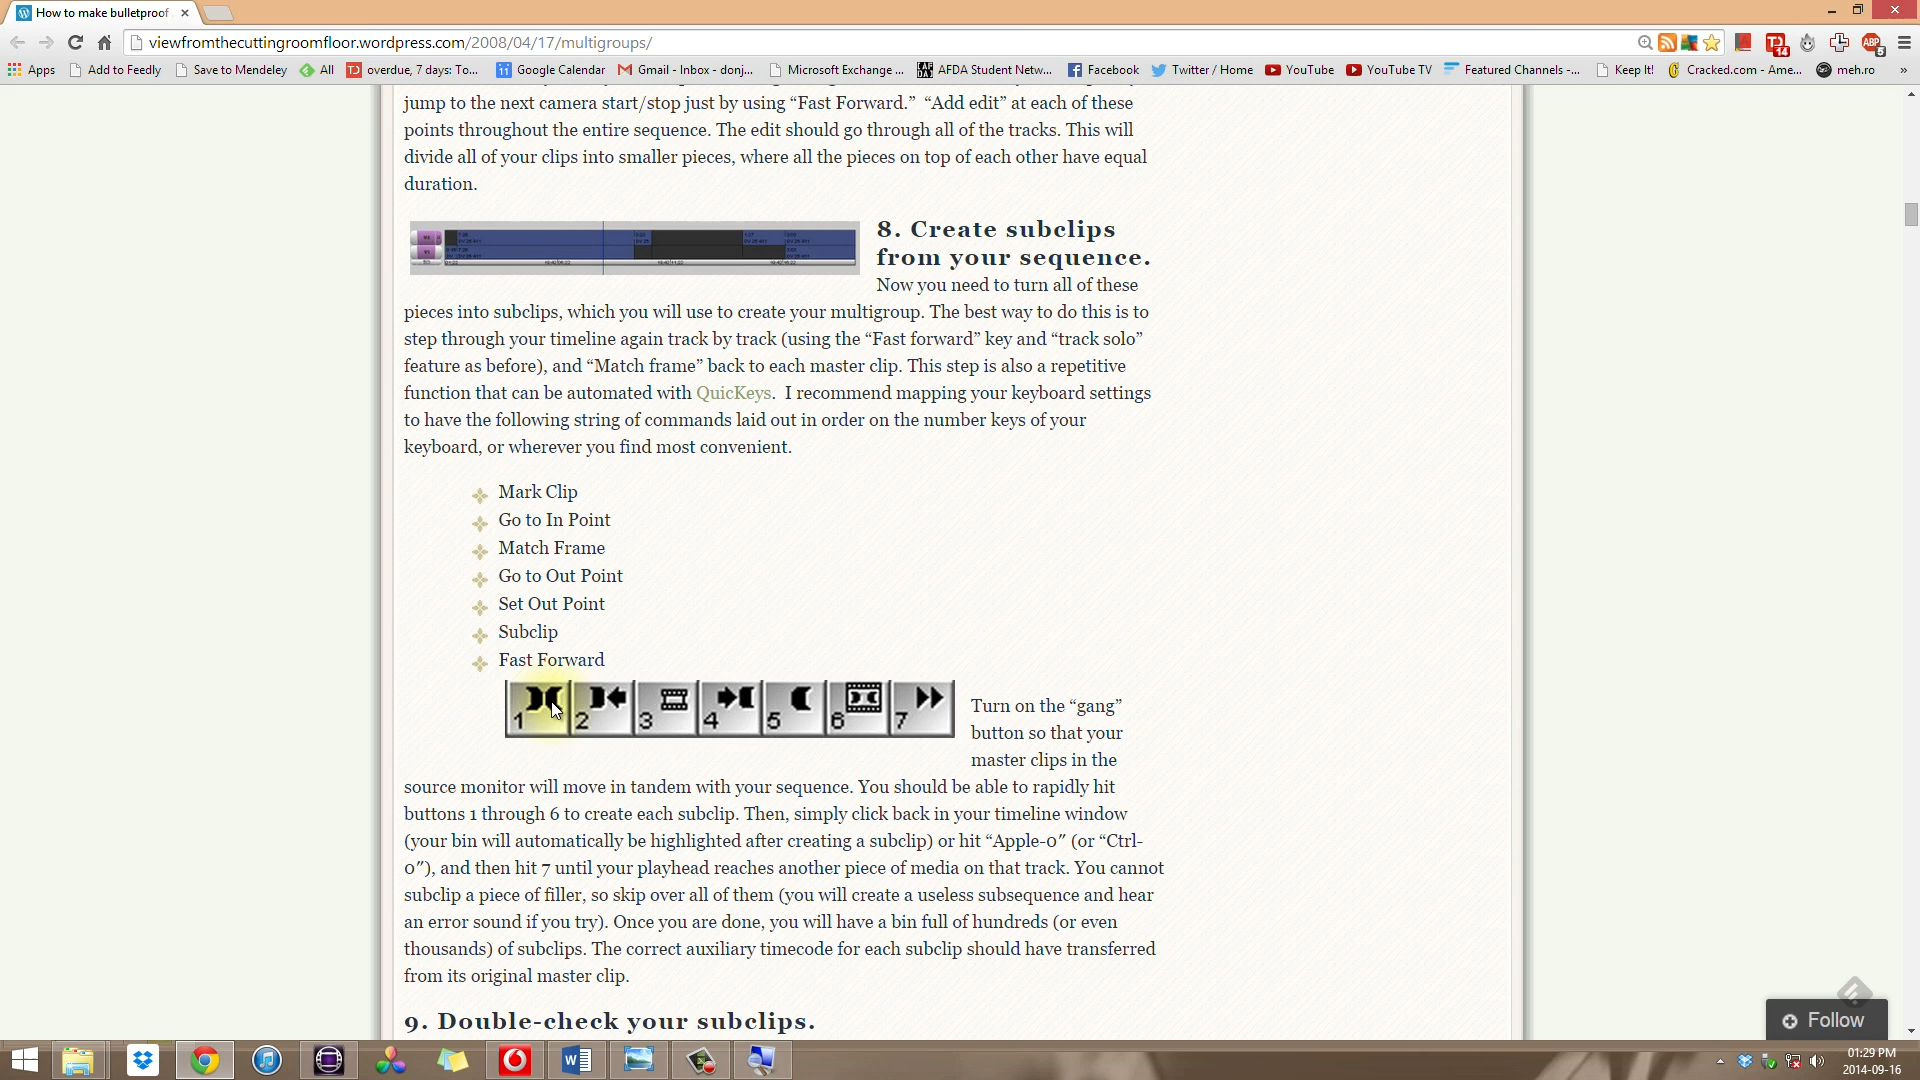 How to make bulletproof
viewfromthecuttingroomfloor.wordpress.com/2008/04/17/multigroups/
14
5
Apps
Add to Feedly
Save to Mendeley
All
overdue, 7 days: To...
Google Calendar
Gmail - Inbox - donj...
Microsoft Exchange ...
AFDA Student Netw...
Facebook
Twitter / Home
YouTube
YouTube TV
Featured Channels -...
Keep It!
Cracked.com - Ame...
meh.ro
»
jump to the next camera start/stop just by using “Fast Forward.”  “Add edit” at each of these
points throughout the entire sequence. The edit should go through all of the tracks. This will
divide all of your clips into smaller pieces, where all the pieces on top of each other have equal
duration.
8. Create subclips
from your sequence.
Now you need to turn all of these
pieces into subclips, which you will use to create your multigroup. The best way to do this is to
step through your timeline again track by track (using the “Fast forward” key and “track solo”
feature as before), and “Match frame” back to each master clip. This step is also a repetitive
function that can be automated with QuicKeys.  I recommend mapping your keyboard settings
to have the following string of commands laid out in order on the number keys of your
keyboard, or wherever you find most convenient.
Mark Clip
Go to In Point
Match Frame
Go to Out Point
Set Out Point
Subclip
Fast Forward
1 2 3 4 5 6 7
Turn on the “gang”
button so that your
master clips in the
source monitor will move in tandem with your sequence. You should be able to rapidly hit
buttons 1 through 6 to create each subclip. Then, simply click back in your timeline window
(your bin will automatically be highlighted after creating a subclip) or hit “Apple-0″ (or “Ctrl-
0″), and then hit 7 until your playhead reaches another piece of media on that track. You cannot
subclip a piece of filler, so skip over all of them (you will create a useless subsequence and hear
an error sound if you try). Once you are done, you will have a bin full of hundreds (or even
thousands) of subclips. The correct auxiliary timecode for each subclip should have transferred
from its original master clip.
9. Double-check your subclips.
Follow
01:29 PM
2014-09-16